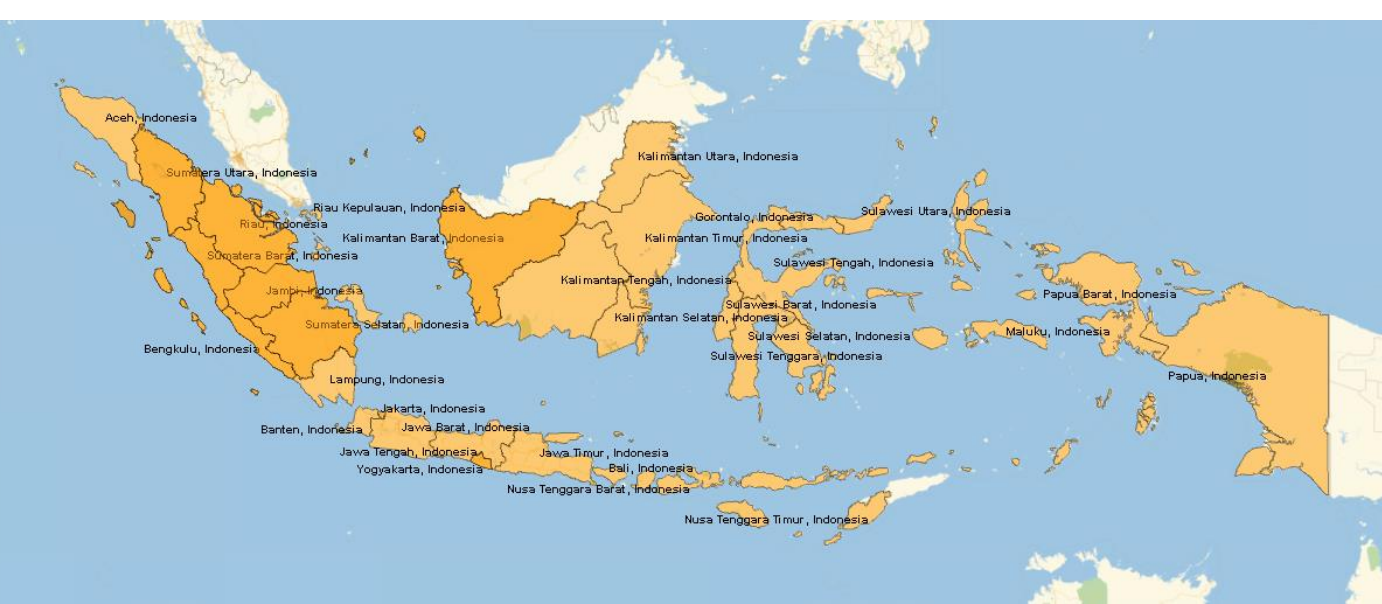 Aceh, Indonesia
Kalimantan Utara, Indonesia
Sumatera Utara, Indonesia
Riau Kepulauan, Indonesia
Sulawesi Utara, Indonesia
Gorontalo, Indonesia
Riau, Indonesia
Kalimantan Barat, Indonesia
Kalimantan Timur, Indonesia
Sumatera Barat, Indonesia
Sulawesi Tengah, Indonesia
Kalimantan Tengah, Indonesia
Jambi, Indonesia
Papua Barat, Indonesia
Sulawesi Barat, Indonesia
Kalimantan Selatan, Indonesia
Sumatera Selatan, Indonesia
Maluku, Indonesia
Sulawesi Selatan, Indonesia
Bengkulu, Indonesia
Sulawesi Tenggara, Indonesia
Papua, Indonesia
Lampung, Indonesia
Jakarta, Indonesia
Banten, Indonesia
Jawa Barat, Indonesia
Jawa Tengah, Indonesia
Jawa Timur, Indonesia
Yogyakarta, Indonesia
Bali, Indonesia
Nusa Tenggara Barat, Indonesia
Nusa Tenggara Timur, Indonesia